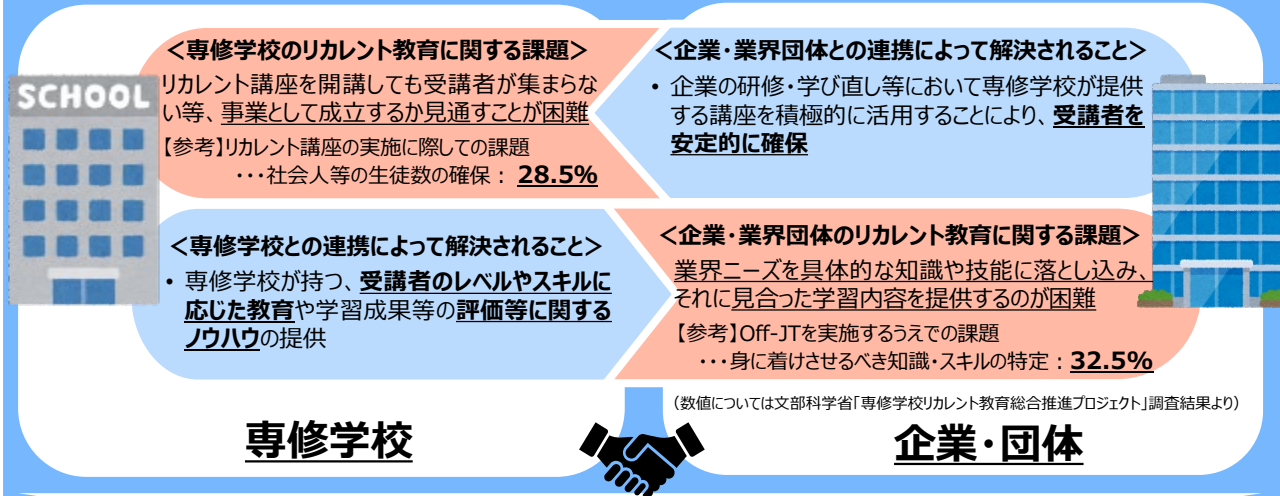 SCHOOL
＜専修学校のリカレント教育に関する課題＞
リカレント講座を開講しても受講者が集まらな
い等、事業として成立するか見通すことが困難
【参考】リカレント講座の実施に際しての課題
・・・社会人等の生徒数の確保：28.5%
＜企業・業界団体との連携によって解決されること＞
• 企業の研修・学び直し等において専修学校が提供
する講座を積極的に活用することにより、受講者を
安定的に確保
＜専修学校との連携によって解決されること＞
• 専修学校が持つ、受講者のレベルやスキルに
応じた教育や学習成果等の評価等に関する
ノウハウの提供
＜企業・業界団体のリカレント教育に関する課題＞
業界ニーズを具体的な知識や技能に落とし込み、
それに見合った学習内容を提供するのが困難
【参考】Off-JTを実施するうえでの課題
・・・身に着けさせるべき知識・スキルの特定：32.5%
（数値については文部科学省「専修学校リカレント教育総合推進プロジェクト」調査結果より）
専修学校
企業・団体